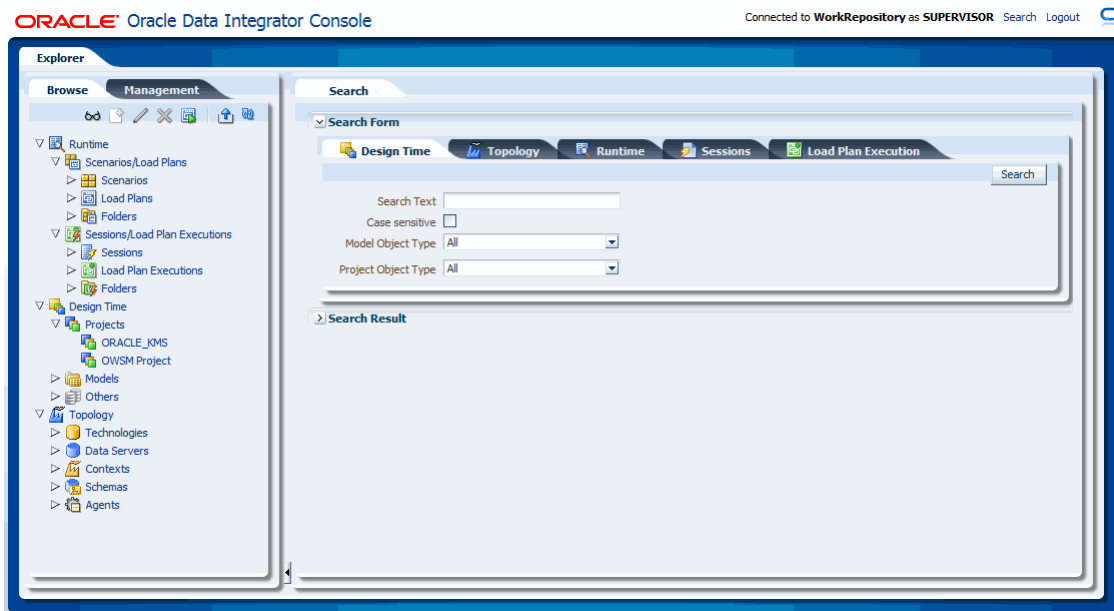 ORACLE Oracle Data Integrator Console
Connected to WorkRepository as SUPERVISOR Search Logout
Explorer
Browse Management
Runtime
Scenarios/Load Plans
Scenarios
Load Plans
Folders
Sessions/Load Plan Executions
Sessions
Load Plan Executions
Folders
Design Time
Projects
ORACLE_KMS
OWSM Project
Models
Others
Topology
Technologies
Data Servers
Contexts
Schemas
Agents
Search
Search Form
Design Time Topology Runtime Sessions Load Plan Execution
Search
Search Text
Case sensitive
Model Object Type All
Project Object Type All
Search Result